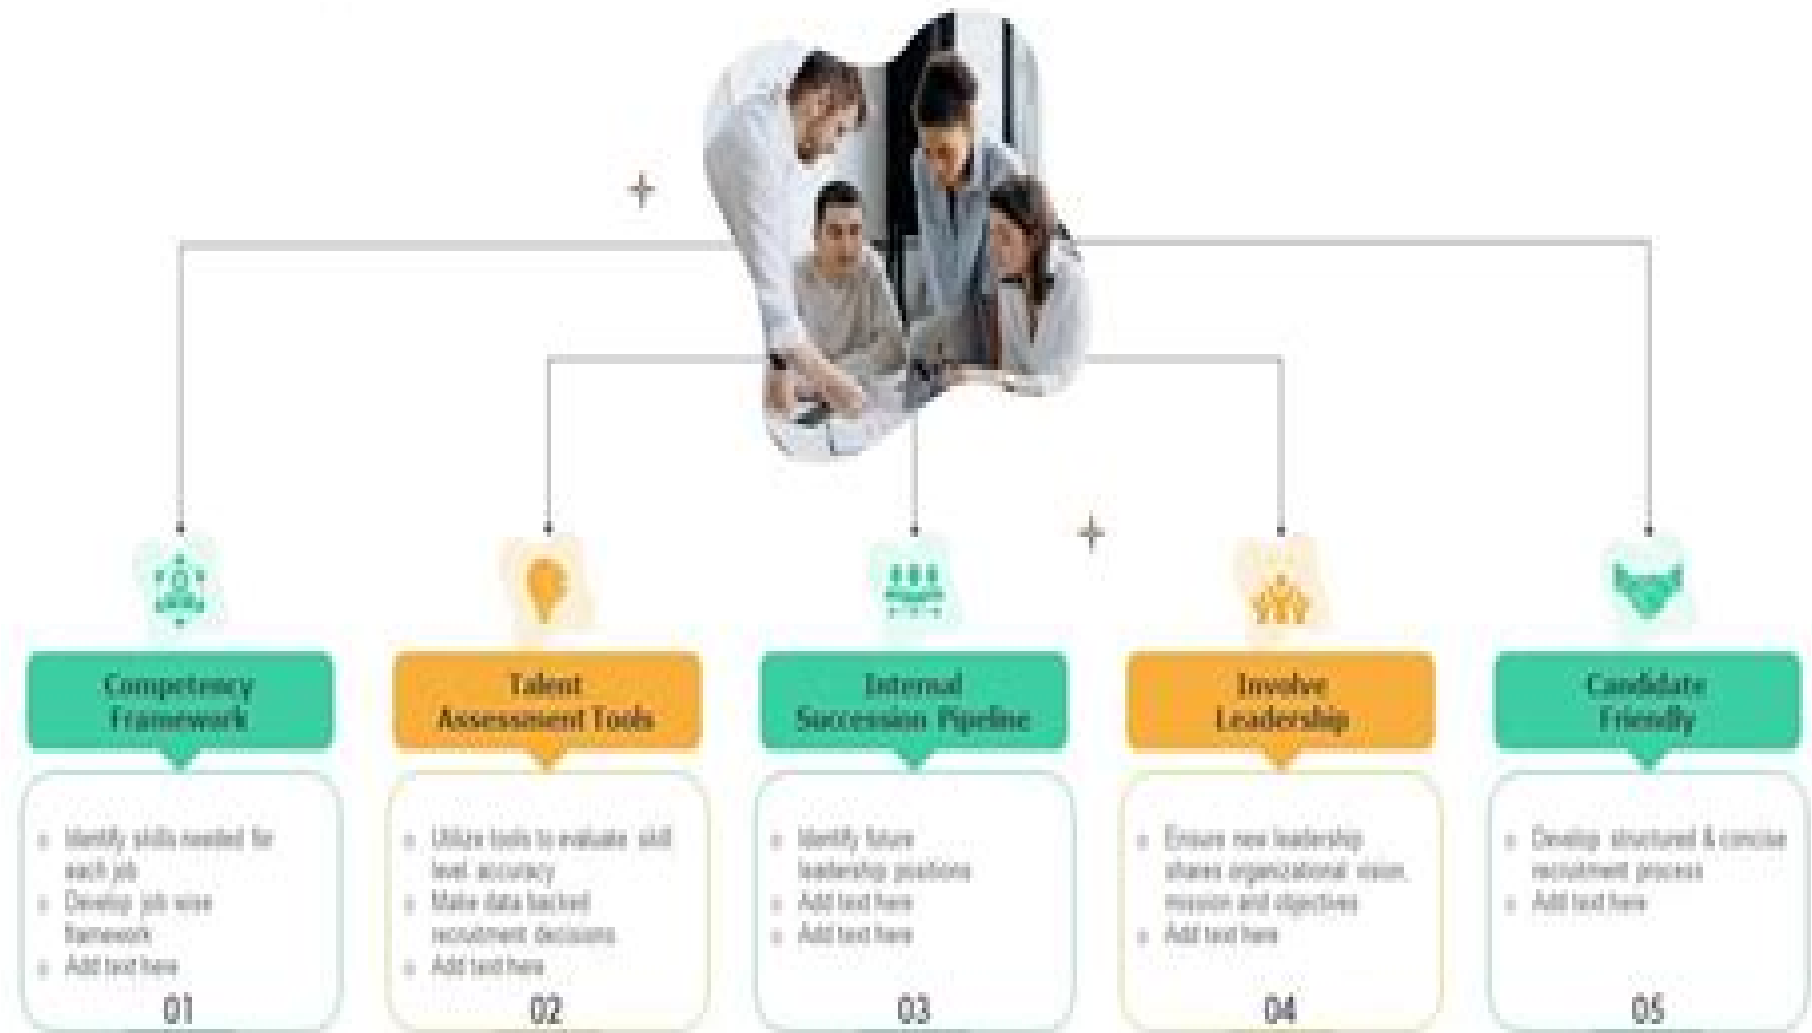 Competency
Framework
Talent
Assessment Tools
Internal
Succession Pipeline
Involve
Leadership
Candidate
Friendly
Identify skills needed for
each job
Develop job wise
framework
Add text here
01
Utilize tools to evaluate skill
level accuracy
Make data backed
recruitment decisions
Add text here
02
Identify future
leadership positions
Add text here
Add text here
03
Ensure new leadership
shares organizational vision,
mission and objectives
Add text here
04
Develop structured & concise
recruitment process
Add text here
05